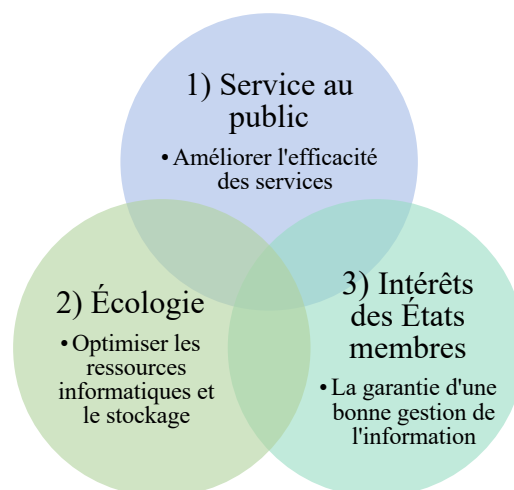 1) Service au
public
• Améliorer l'efficacité
des services
2) Écologie
• Optimiser les
ressources
informatiques et
le stockage
3) Intérêts
des États
membres
• La garantie d'une
bonne gestion de
l'information